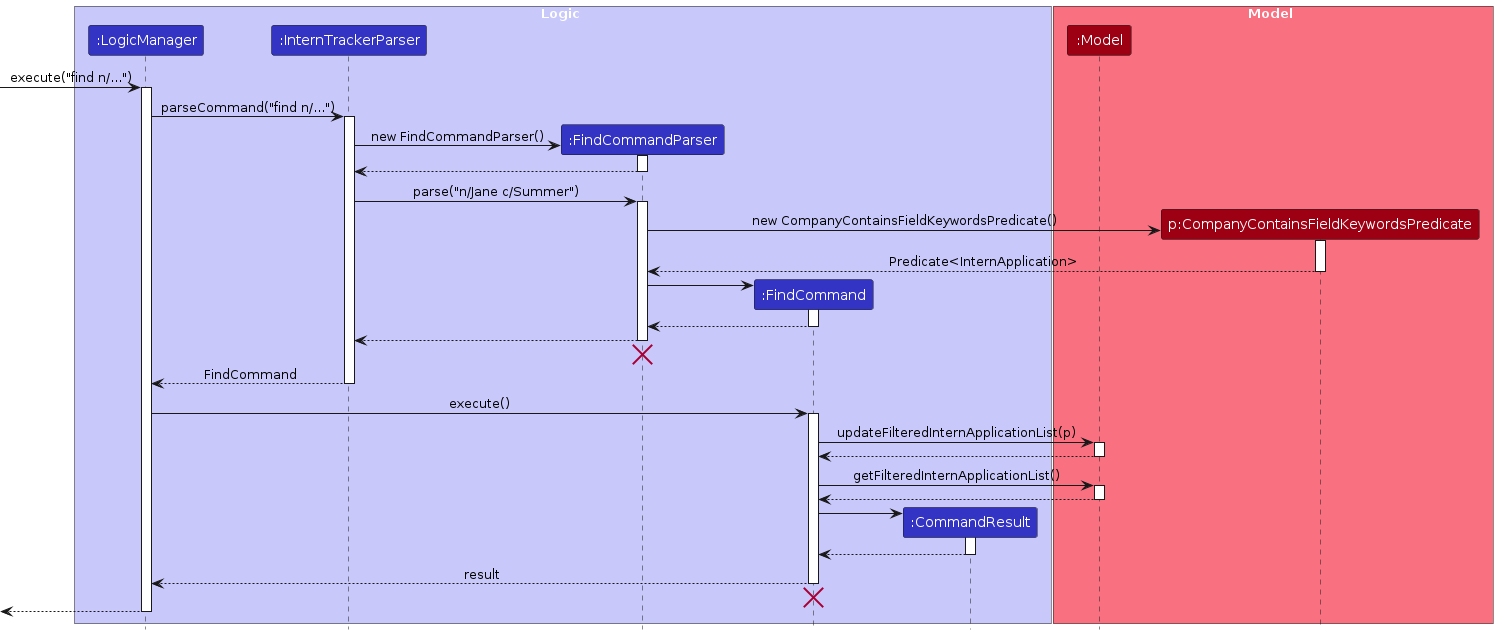 Logic
Model
:LogicManager
:InternTrackerParser
:Model
execute("find n/...")
parseCommand("find n/...")
new FindCommandParser()
:FindCommandParser
parse("n/Jane c/Summer")
new CompanyContainsFieldKeywordsPredicate()
p:CompanyContainsFieldKeywordsPredicate
Predicate<InternApplication>
:FindCommand
FindCommand
execute()
updateFilteredInternApplicationList(p)
getFilteredInternApplicationList()
:CommandResult
result